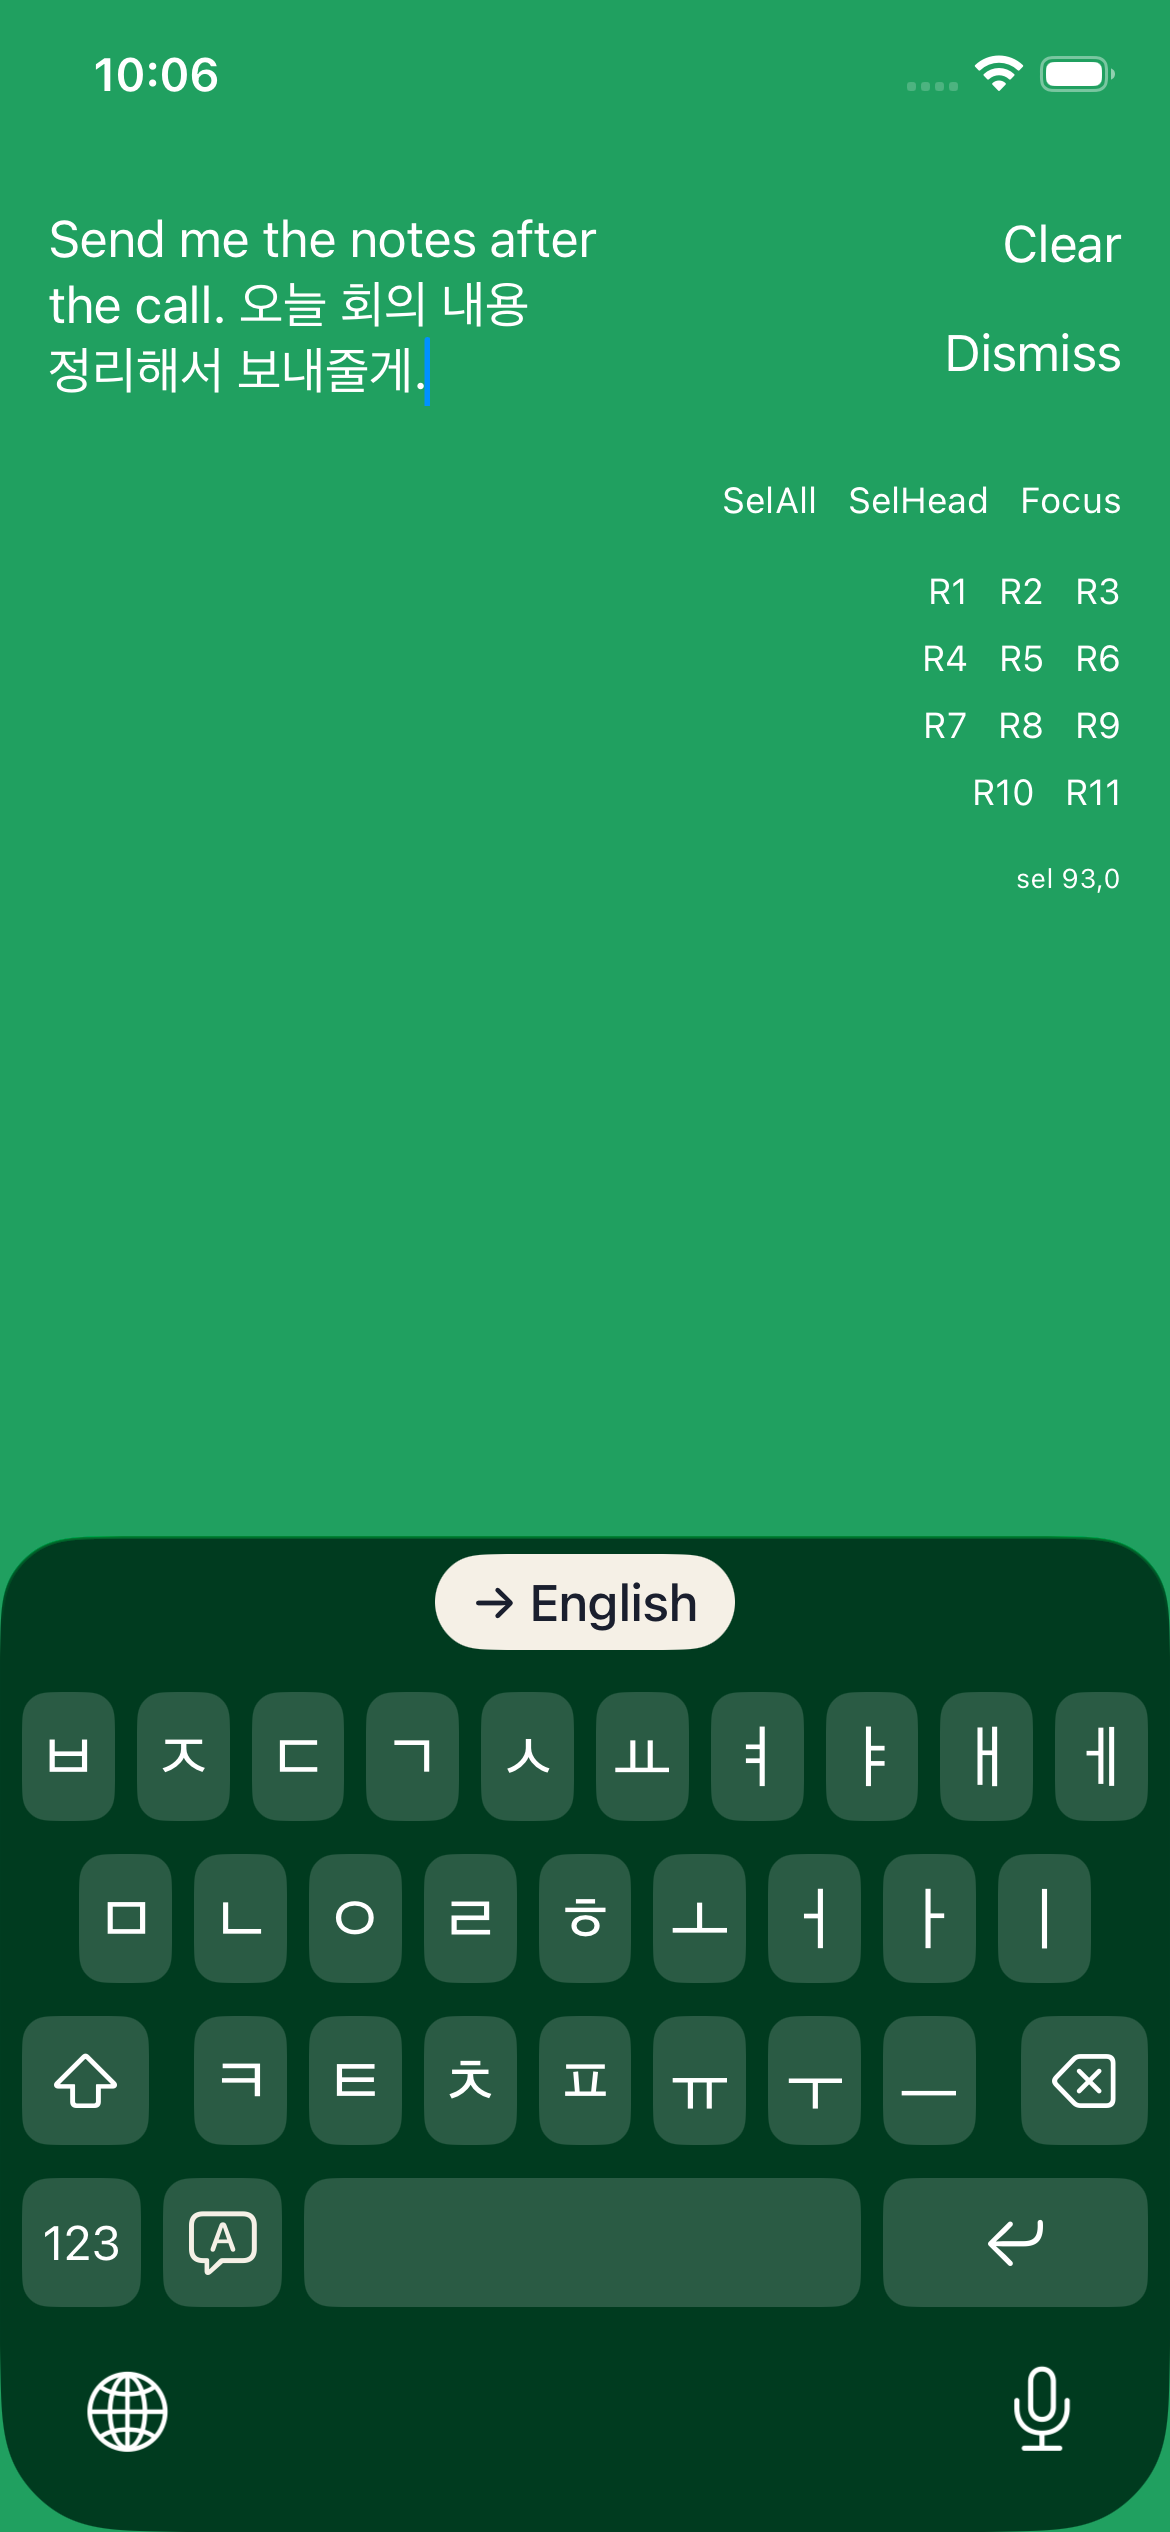 10:06
Send me the notes after
the call. 오늘 회의 내용
정리해서 보내줄게.
Clear
Dismiss
SelAll SelHead Focus
R1 R2 R3
R4 R5 R6
R7 R8 R9
R10 R11
sel 93,0
→ English
ㅂ ㅈ ㄷ ㄱ ㅅ ㅛ ㅕ ㅑ ㅐ ㅔ
ㅁ ㄴ ㅇ ㄹ ㅎ ㅗ ㅓ ㅏ ㅣ
ㅋ ㅌ ㅊ ㅍ ㅠ ㅜ ㅡ
123 A